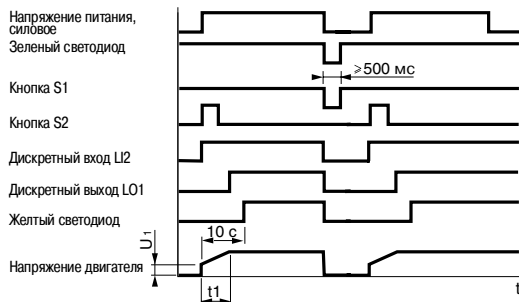 Напряжение питания,
силовое
Зеленый светодиод
≥500 мс
Кнопка S1
Кнопка S2
Дискретный вход LI2
Дискретный выход LO1
Желтый светодиод
10 с
U1
Напряжение двигателя
t1
t